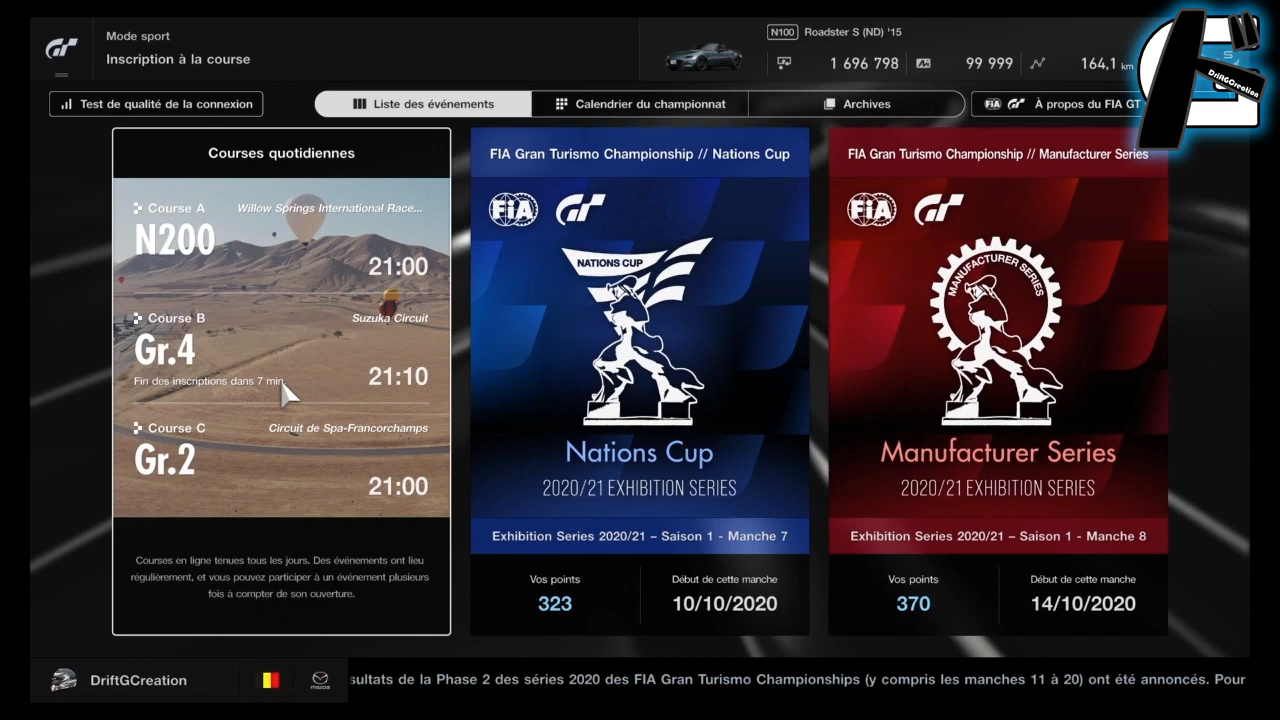 Mode sport
Inscription à la course
N100 Roadster S (ND) '15
1 696 798
99 999
164,1 km
DriftGCreation
Test de qualité de la connexion
Liste des événements
Calendrier du championnat
Archives
FIA GT À propos du FIA GT
Courses quotidiennes
Course A Willow Springs International Race...
N200
21:00
Course B Suzuka Circuit
Gr.4
Fin des inscriptions dans 7 min.
21:10
Course C Circuit de Spa-Francorchamps
Gr.2
21:00
Courses en ligne tenues tous les jours. Des événements ont lieu
régulièrement, et vous pouvez participer à un événement plusieurs
fois à compter de son ouverture.
FIA Gran Turismo Championship // Nations Cup
FIA GT
NATIONS CUP
Nations Cup
2020/21 EXHIBITION SERIES
Exhibition Series 2020/21 – Saison 1 - Manche 7
Vos points
323
Début de cette manche
10/10/2020
FIA Gran Turismo Championship // Manufacturer Series
FIA GT
MANUFACTURER SERIES
Manufacturer Series
2020/21 EXHIBITION SERIES
Exhibition Series 2020/21 – Saison 1 - Manche 8
Vos points
370
Début de cette manche
14/10/2020
DriftGCreation
mazda
sultats de la Phase 2 des séries 2020 des FIA Gran Turismo Championships (y compris les manches 11 à 20) ont été annoncés. Pour